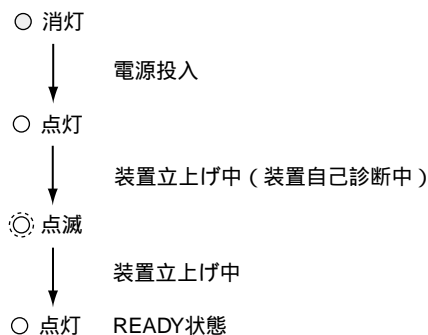 消灯
電源投入
点灯
装置立上げ中（装置自己診断中）
点滅
装置立上げ中
点灯 READY状態